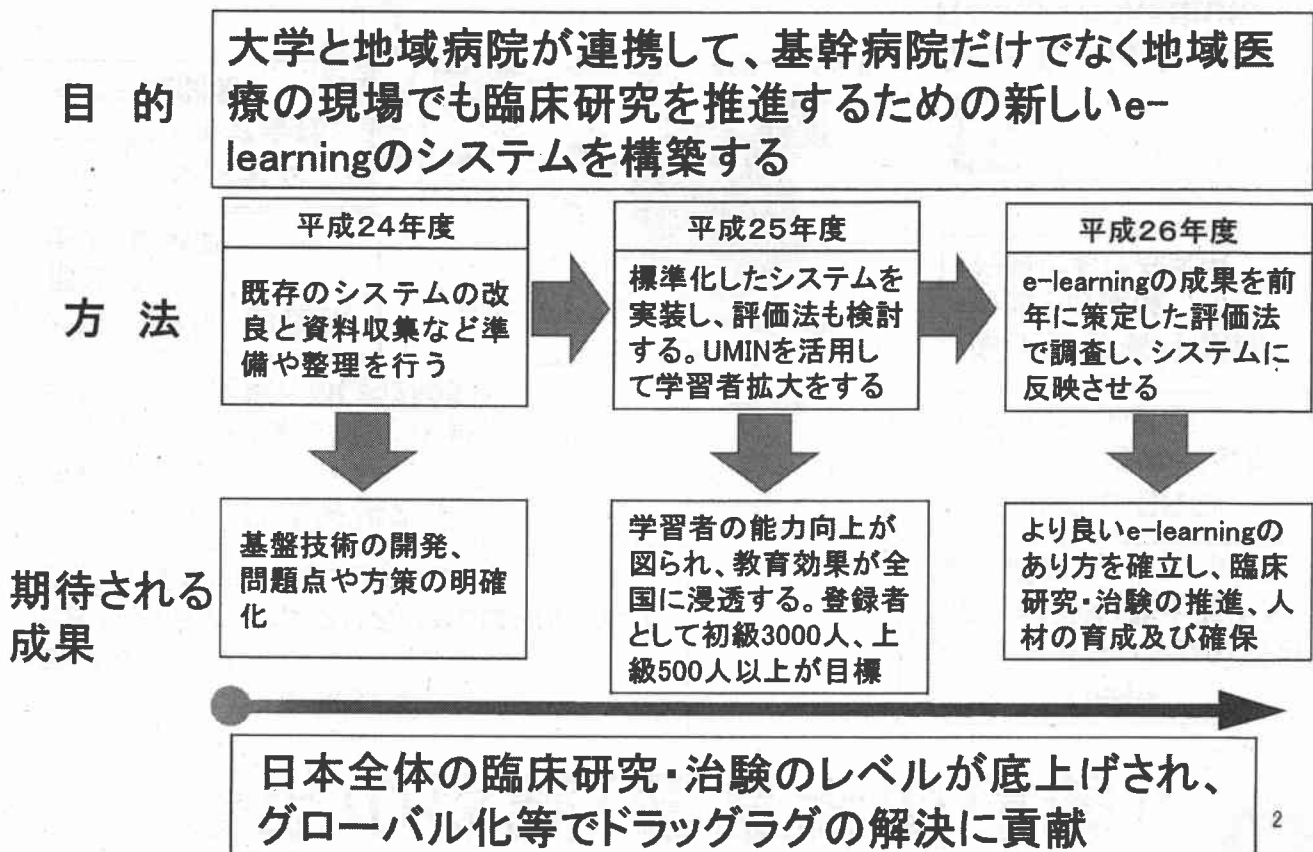 目 的
大学と地域病院が連携して、基幹病院だけでなく地域医
療の現場でも臨床研究を推進するための新しいe-
learningのシステムを構築する
方 法
平成24年度
既存のシステムの改
良と資料収集など準
備や整理を行う
平成25年度
標準化したシステムを
実装し、評価法も検討
する。UMINを活用し
て学習者拡大をする
平成26年度
e-learningの成果を前
年に策定した評価法
で調査し、システムに
反映させる
期待される
成果
基盤技術の開発、
問題点や方策の明確
化
学習者の能力向上が
図られ、教育効果が全
国に浸透する。登録者
として初級3000人、上
級500人以上が目標
より良いe-learningの
あり方を確立し、臨床
研究・治験の推進、人
材の育成及び確保
日本全体の臨床研究・治験のレベルが底上げされ、
グローバル化等でドラッグラグの解決に貢献
2